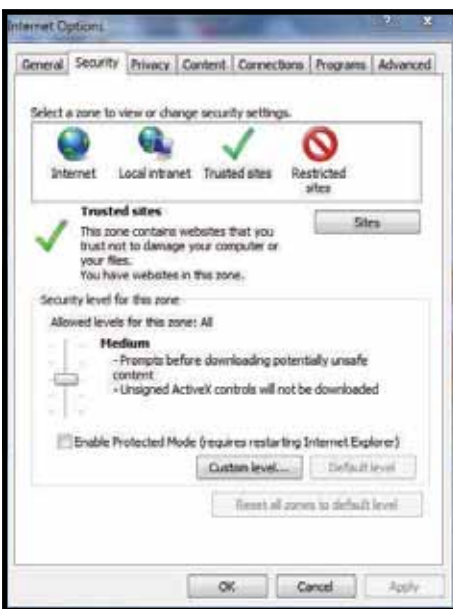 Internet Options
General Security Privacy Content Connections Programs Advanced
Select a zone to view or change security settings.
Internet Local intranet Trusted sites Restricted sites
Trusted sites
Sites
This zone contains websites that you
trust not to damage your computer or
your files.
You have websites in this zone.
Security level for this zone
Allowed levels for this zone: All
Medium
- Prompts before downloading potentially unsafe
content
- Unsigned ActiveX controls will not be downloaded
Enable Protected Mode (requires restarting Internet Explorer)
Custom level... Default level
Reset all zones to default level
OK Cancel Apply